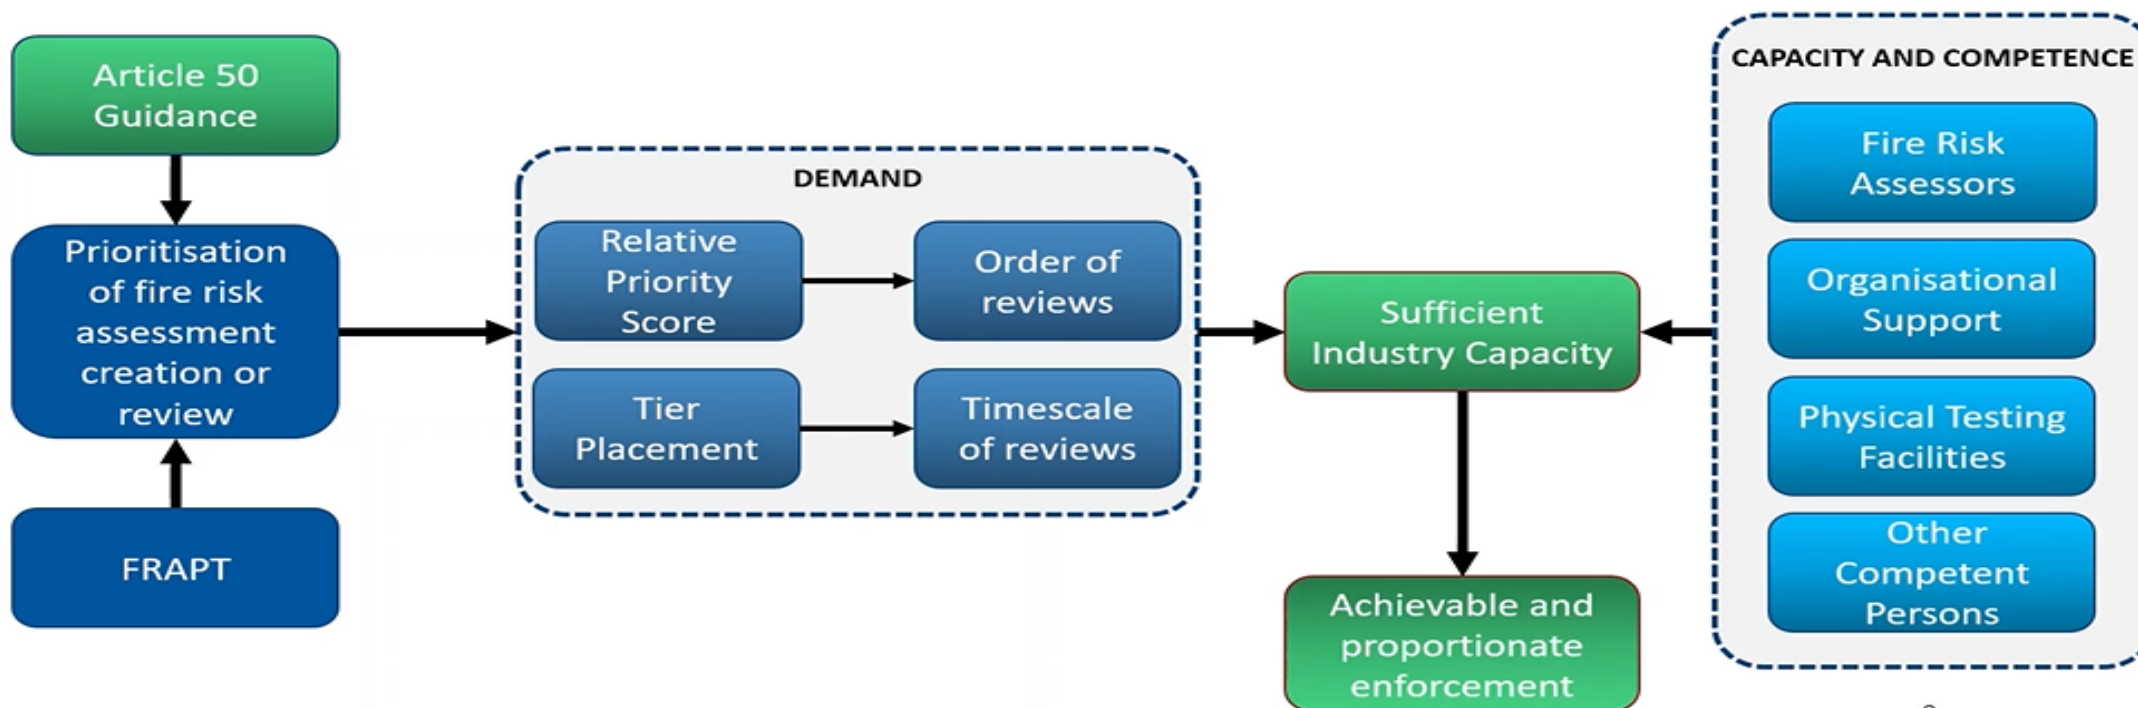 Article 50
Guidance
Prioritisation
of fire risk
assessment
creation or
review
FRAPT
DEMAND
Relative
Priority
Score
Order of
reviews
Tier
Placement
Timescale
of reviews
Sufficient
Industry Capacity
Achievable and
proportionate
enforcement
CAPACITY AND COMPETENCE
Fire Risk
Assessors
Organisational
Support
Physical Testing
Facilities
Other
Competent
Persons